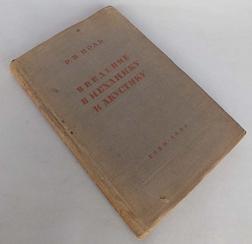 Р. В. ПОЛЬ
ВВЕДЕНИЕ
В МЕХАНИКУ
И АКУСТИКУ